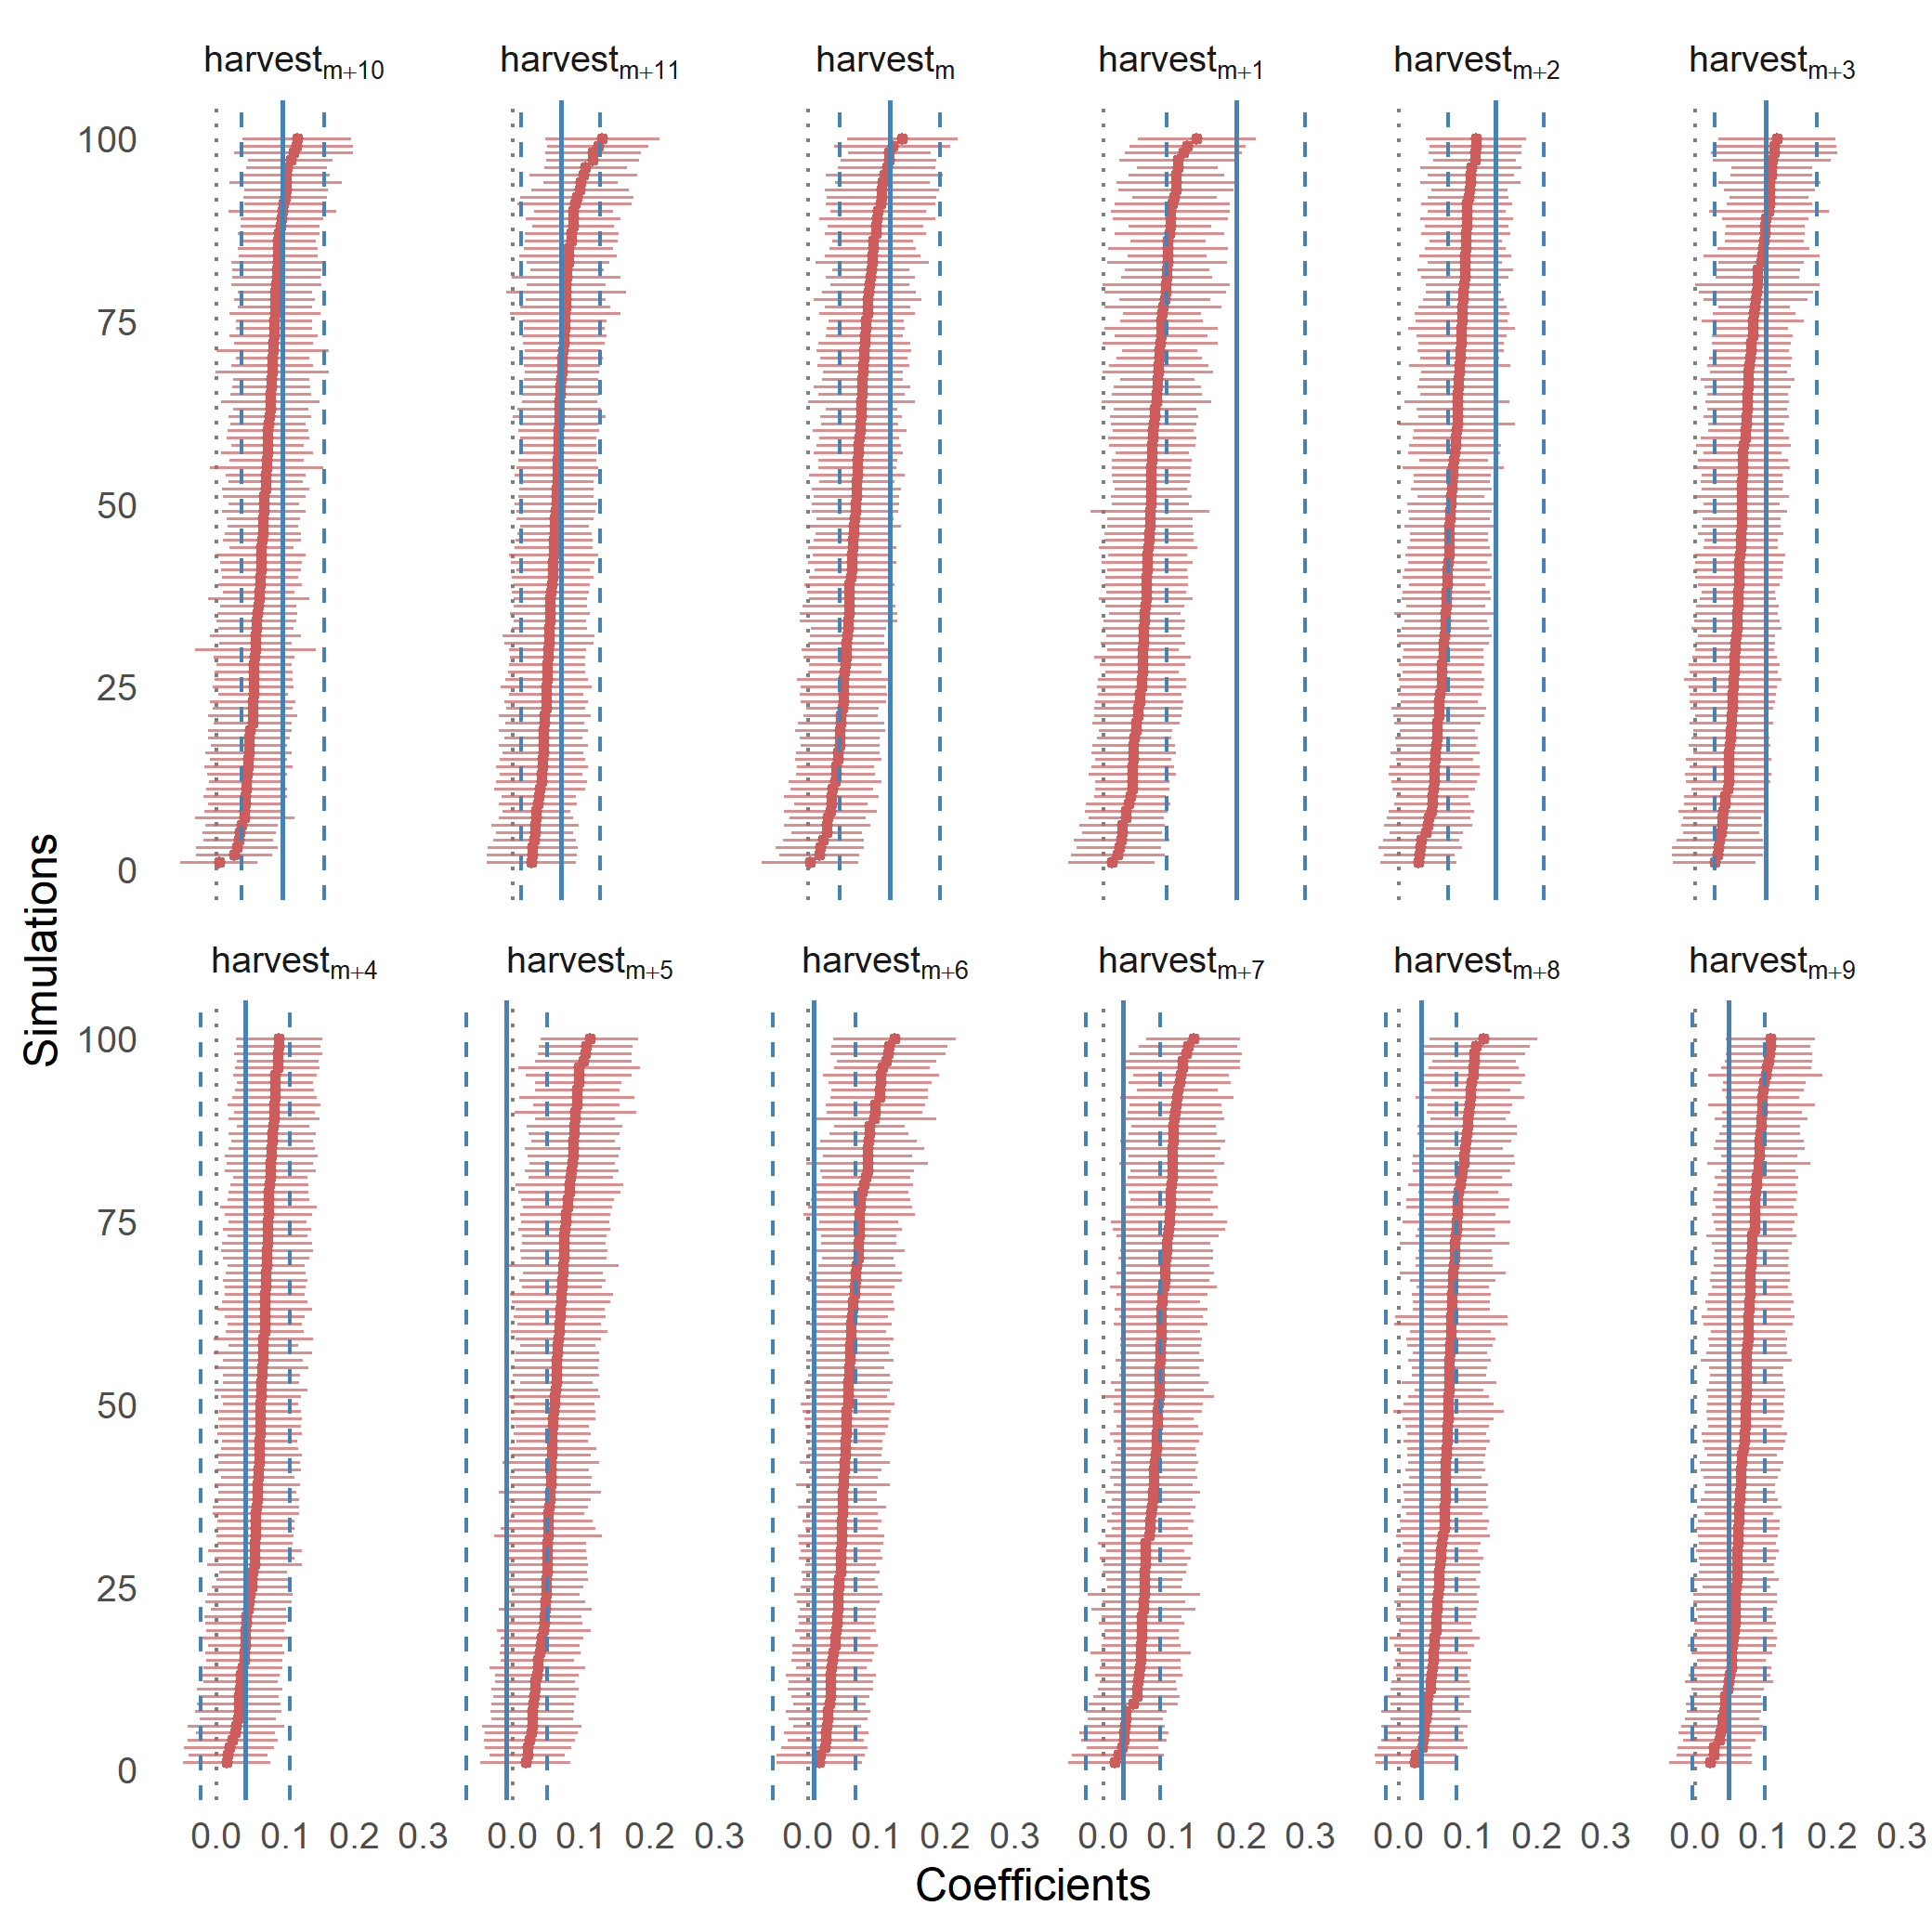 harvest_m+10 harvest_m+11 harvest_m harvest_m+1 harvest_m+2 harvest_m+3
100
75
50
25
0
Simulations
harvest_m+4 harvest_m+5 harvest_m+6 harvest_m+7 harvest_m+8 harvest_m+9
100
75
50
25
0
0.0 0.1 0.2 0.3 0.0 0.1 0.2 0.3 0.0 0.1 0.2 0.3 0.0 0.1 0.2 0.3 0.0 0.1 0.2 0.3 0.0 0.1 0.2 0.3
Coefficients